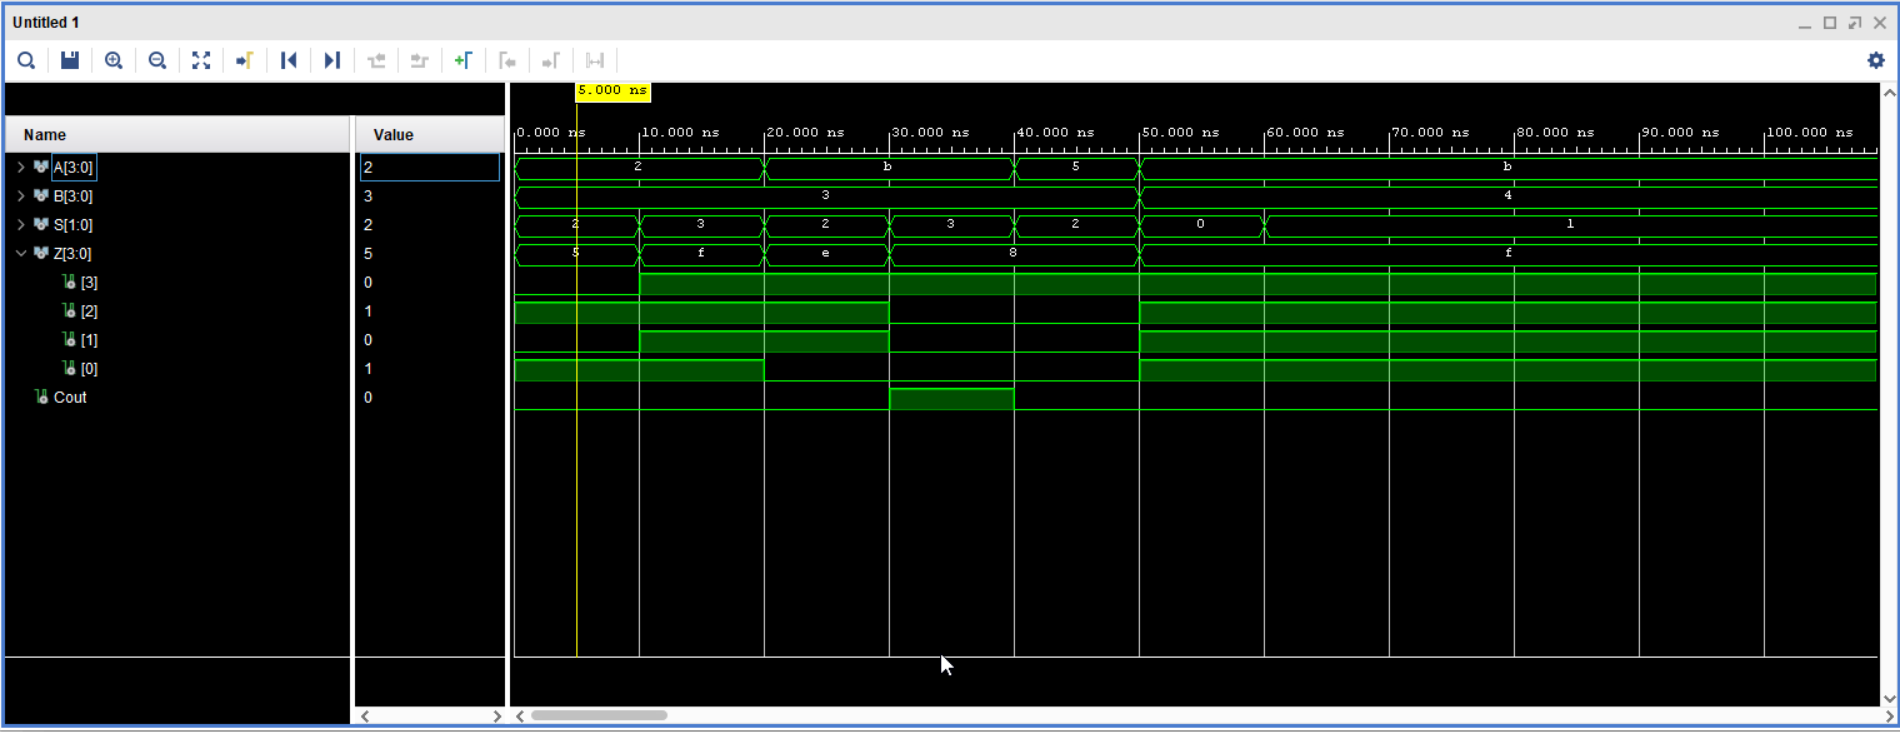 Untitled 1
5.000 ns
Name Value
0.000 ns 10.000 ns 20.000 ns 30.000 ns 40.000 ns 50.000 ns 60.000 ns 70.000 ns 80.000 ns 90.000 ns 100.000 ns
A[3:0] 2 2 b 5 b
B[3:0] 3 3 4
S[1:0] 2 2 3 2 3 2 0 1
Z[3:0] 5 5 f e 8 f
[3] 0
[2] 1
[1] 0
[0] 1
Cout 0